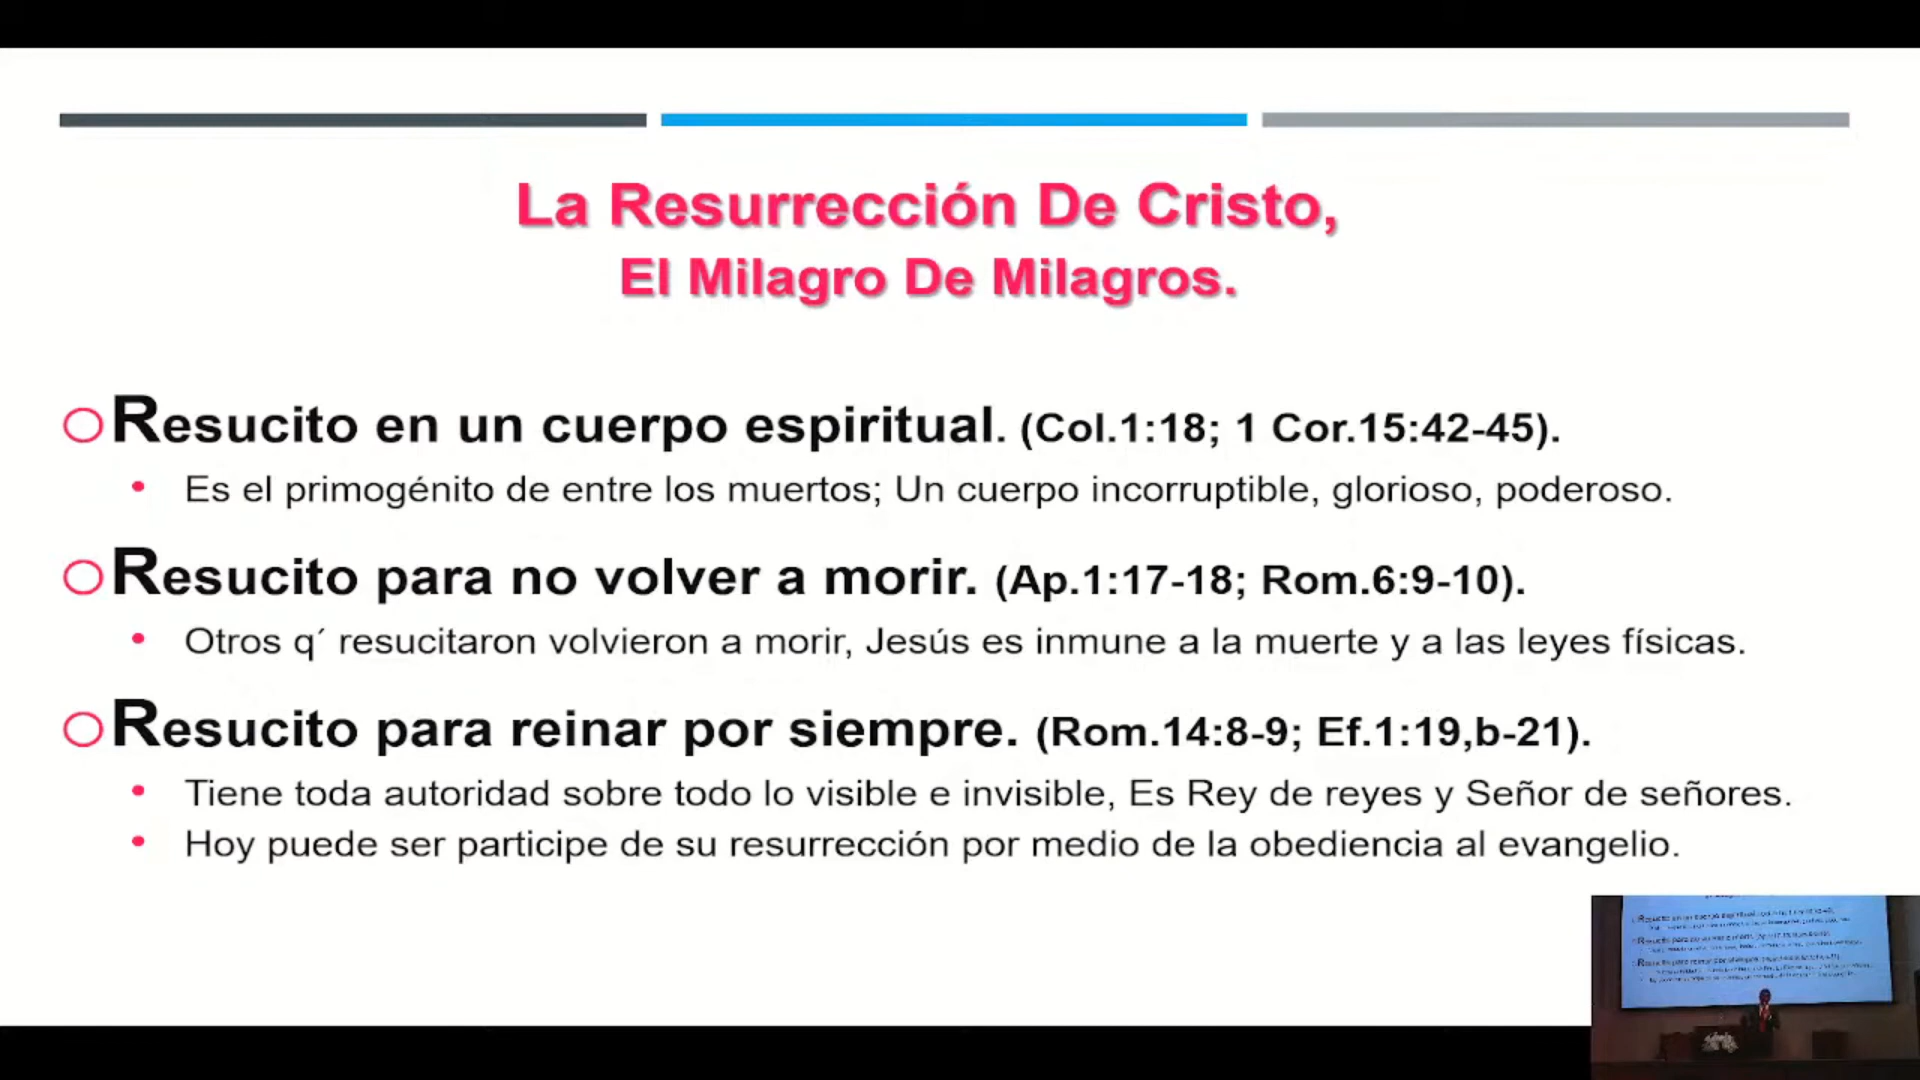 La Resurrección De Cristo,
El Milagro De Milagros.
Resucito en un cuerpo espiritual. (Col.1:18; 1 Cor.15:42-45).
• Es el primogénito de entre los muertos; Un cuerpo incorruptible, glorioso, poderoso.
Resucito para no volver a morir. (Ap.1:17-18; Rom.6:9-10).
• Otros q´ resucitaron volvieron a morir, Jesús es inmune a la muerte y a las leyes físicas.
Resucito para reinar por siempre. (Rom.14:8-9; Ef.1:19,b-21).
• Tiene toda autoridad sobre todo lo visible e invisible, Es Rey de reyes y Señor de señores.
• Hoy puede ser participe de su resurrección por medio de la obediencia al evangelio.